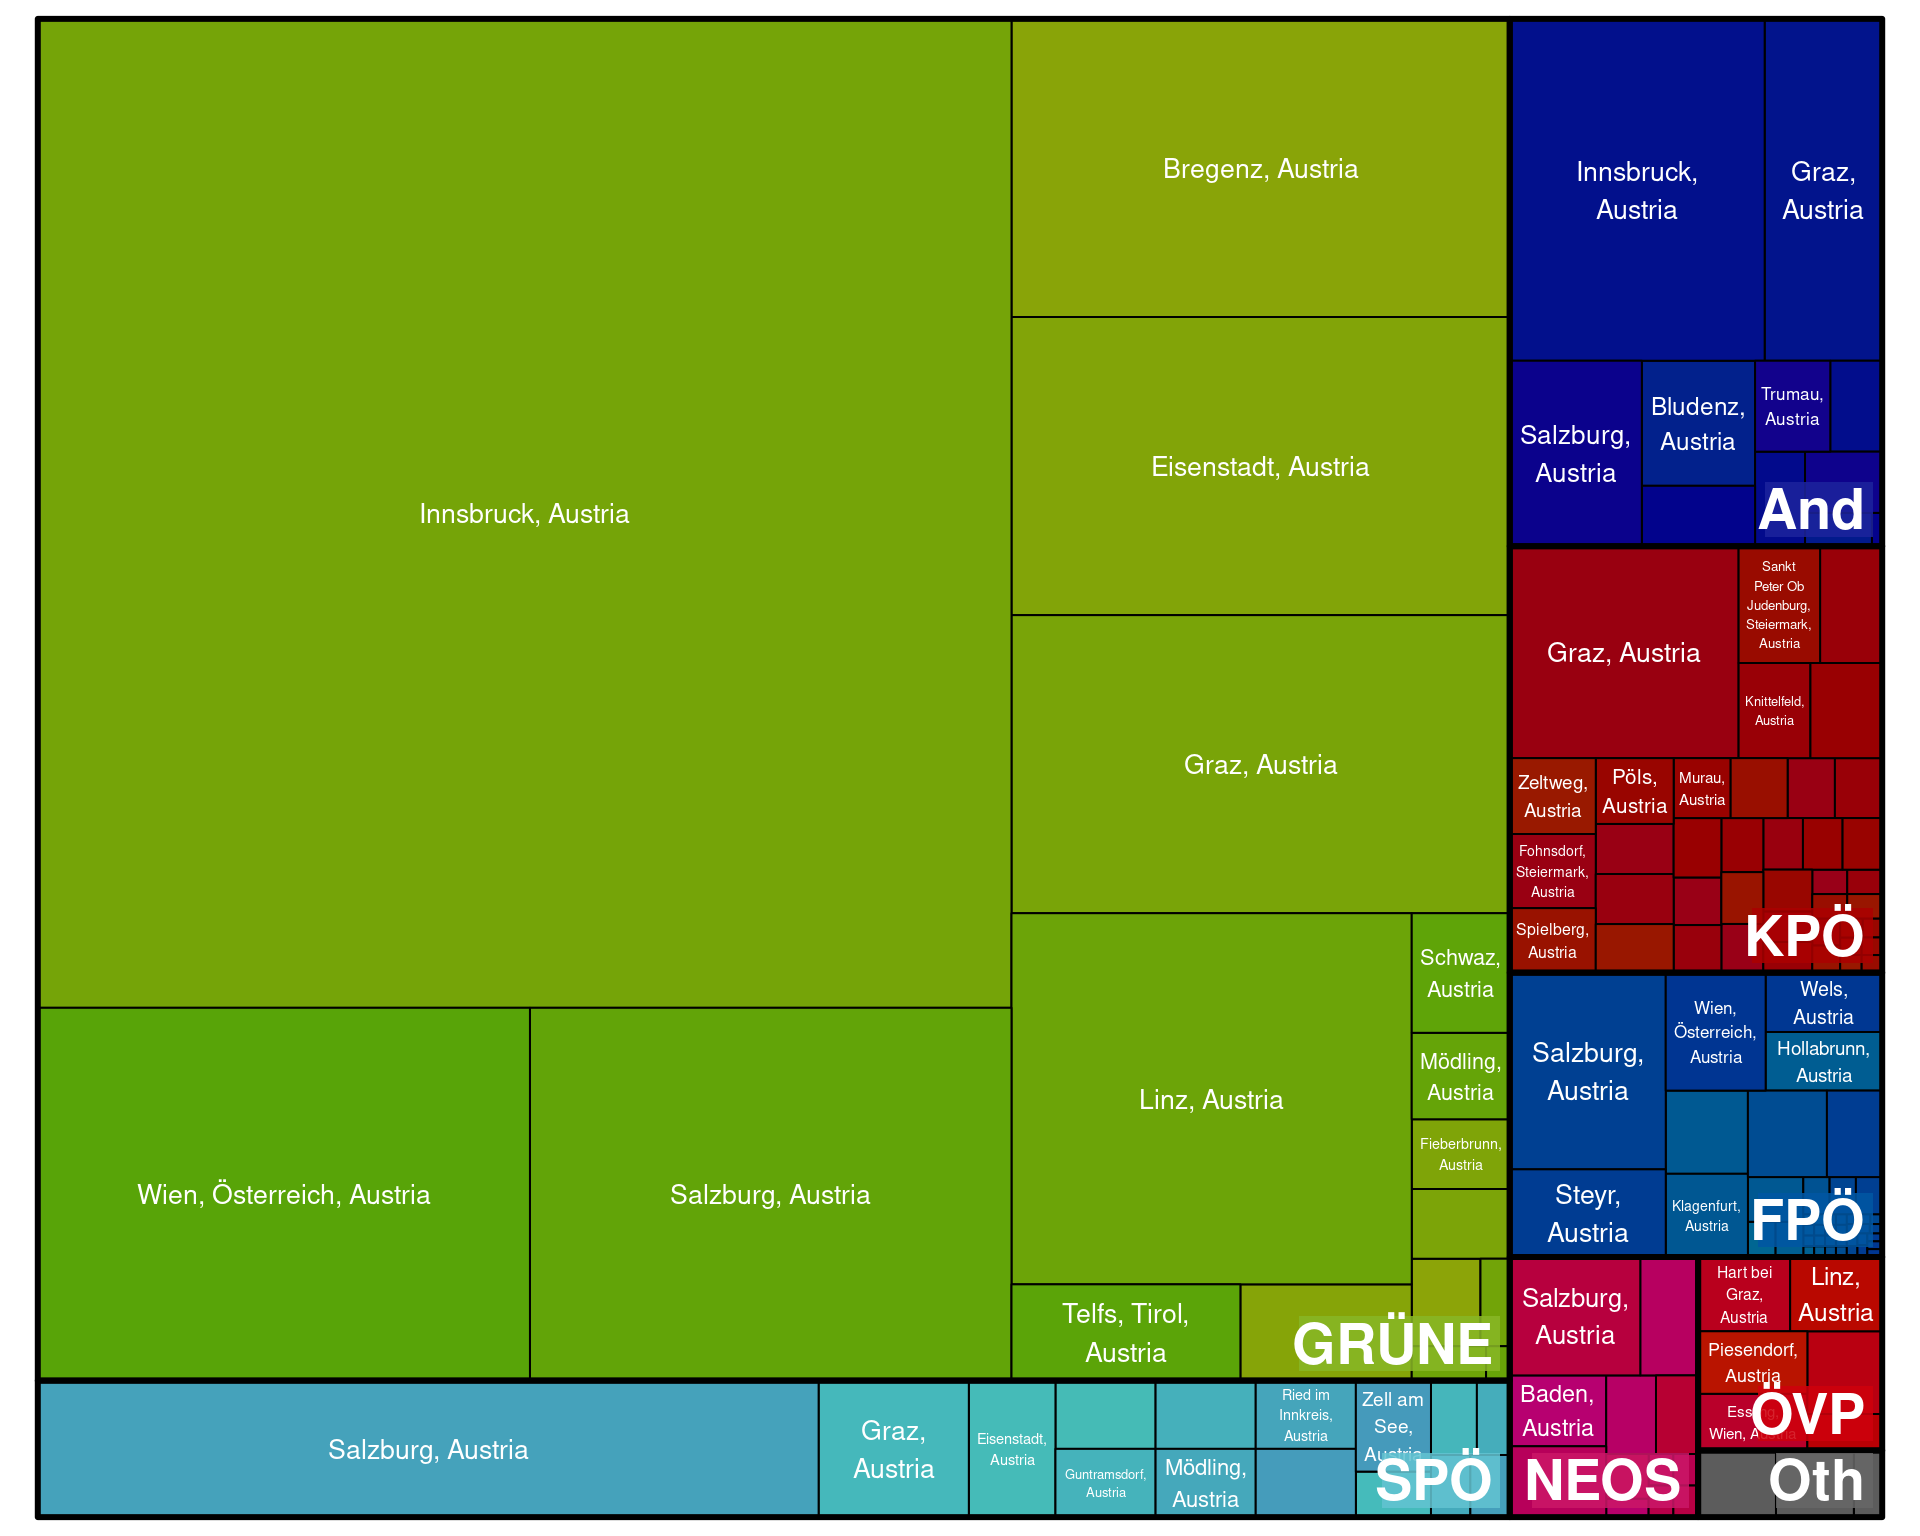 Innsbruck, Austria
Bregenz, Austria
Eisenstadt, Austria
Graz, Austria
Wien, Österreich, Austria
Salzburg, Austria
Linz, Austria
Schwaz,
Austria
Mödling,
Austria
Fieberbrunn,
Austria
Telfs, Tirol,
Austria
GRÜNE
Salzburg, Austria
Graz,
Austria
Eisenstadt,
Austria
Guntramsdorf,
Austria
Mödling,
Austria
Ried im
Innkreis,
Austria
Zell am
See,
Austria
SPÖ
Innsbruck,
Austria
Graz,
Austria
Salzburg,
Austria
Bludenz,
Austria
Trumau,
Austria
And
Graz, Austria
Sankt
Peter Ob
Judenburg,
Steiermark,
Austria
Knittelfeld,
Austria
Zeltweg,
Austria
Pöls,
Austria
Murau,
Austria
Fohnsdorf,
Steiermark,
Austria
Spielberg,
Austria
KPÖ
Salzburg,
Austria
Wien,
Österreich,
Austria
Wels,
Austria
Hollabrunn,
Austria
Steyr,
Austria
Klagenfurt,
Austria
FPÖ
Salzburg,
Austria
Baden,
Austria
NEOS
Hart bei
Graz,
Austria
Linz,
Austria
Piesendorf,
Austria
Essling,
Wien, Austria
ÖVP
Oth